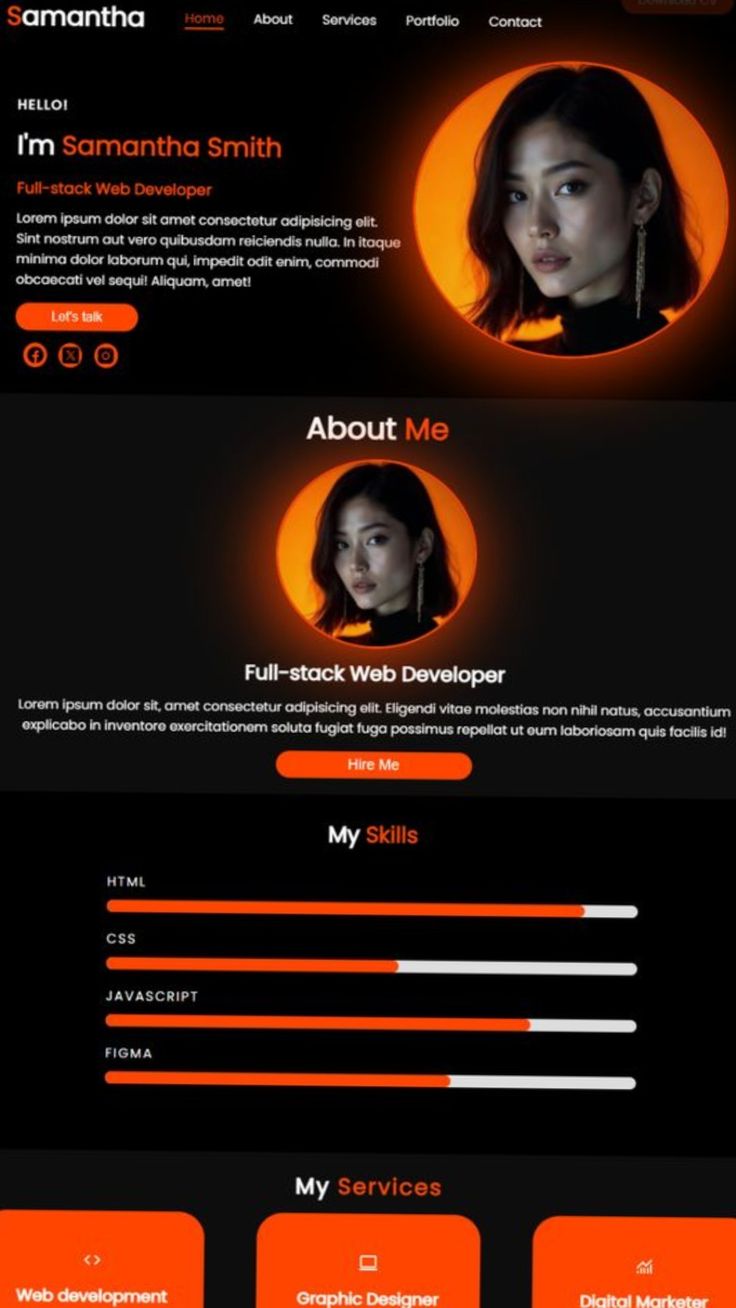 Samantha
Home About Services Portfolio Contact
Download CV
HELLO!
I'm Samantha Smith
Full-stack Web Developer
Lorem ipsum dolor sit amet consectetur adipisicing elit.
Sint nostrum aut vero quibusdam reiciendis nulla. In itaque
minima dolor laborum qui, impedit odit enim, commodi
obcaecati vel sequi! Aliquam, amet!
Let's talk
About Me
Full-stack Web Developer
Lorem ipsum dolor sit, amet consectetur adipisicing elit. Eligendi vitae molestias non nihil natus, accusantium
explicabo in inventore exercitationem soluta fugiat fuga possimus repellat ut eum laboriosam quis facilis id!
Hire Me
My Skills
HTML
CSS
JAVASCRIPT
FIGMA
My Services
Web development
Graphic Designer
Digital Marketer